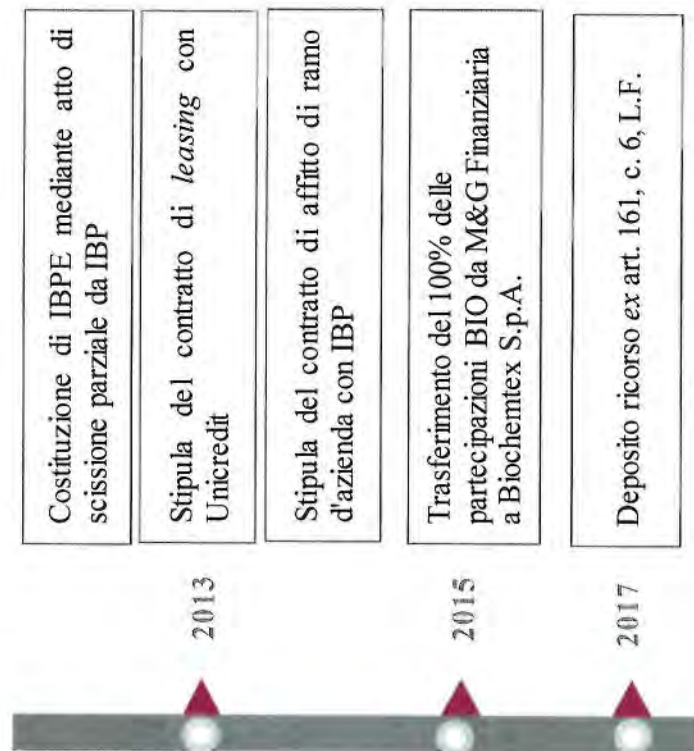 2013
Costituzione di IBPE mediante atto di
scissione parziale da IBP
Stipula del contratto di leasing con
Unicredit
Stipula del contratto di affitto di ramo
d'azienda con IBP
2015
Trasferimento del 100% delle
partecipazioni BIO da M&G Finanziaria
a Biochemtex S.p.A.
2017
Deposito ricorso ex art. 161, c. 6, L.F.